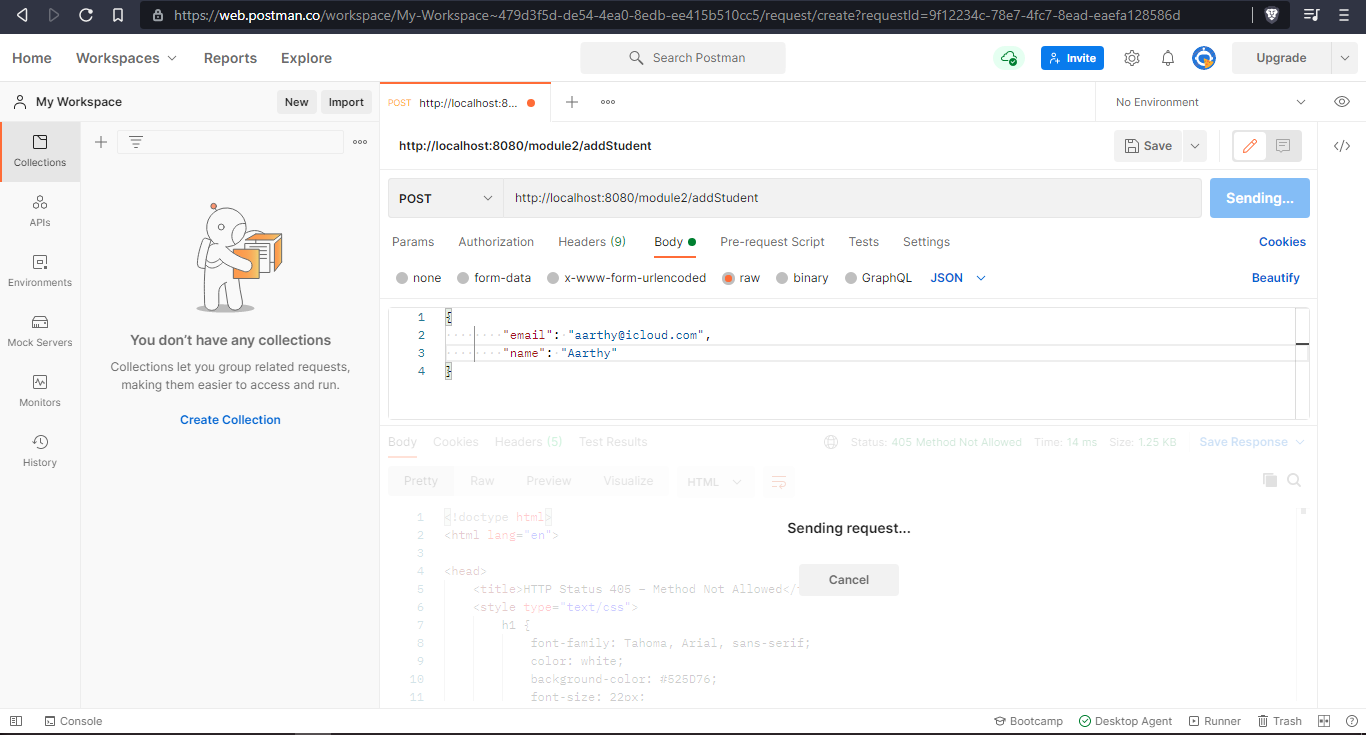 https://web.postman.co/workspace/My-Workspace~479d3f5d-de54-4ea0-8edb-ee415b510cc5/request/create?requestId=9f12234c-78e7-4fc7-8ead-eaefa128586d
Home Workspaces Reports Explore Search Postman Invite Upgrade
My Workspace New Import
POST http://localhost:8... No Environment
Collections
APIs
Environments
Mock Servers
Monitors
History
You don't have any collections
Collections let you group related requests,
making them easier to access and run.
Create Collection
http://localhost:8080/module2/addStudent Save
POST http://localhost:8080/module2/addStudent Sending...
Params Authorization Headers (9) Body Pre-request Script Tests Settings Cookies
none form-data x-www-form-urlencoded raw binary GraphQL JSON Beautify
1 {
2 "email": "aarthy@icloud.com",
3 "name": "Aarthy"
4 }
Body Cookies Headers (5) Test Results Status: 405 Method Not Allowed Time: 14 ms Size: 1.25 KB Save Response
Pretty Raw Preview Visualize HTML
1 <!doctype html>
2 <html lang="en">
3
4 <head>
5 <title>HTTP Status 405 – Method Not Allowed</
6 <style type="text/css">
7 h1 {
8 font-family: Tahoma, Arial, sans-serif;
9 color: white;
10 background-color: #525D76;
11 font-size: 22px;
Sending request...
Cancel
Console Bootcamp Desktop Agent Runner Trash